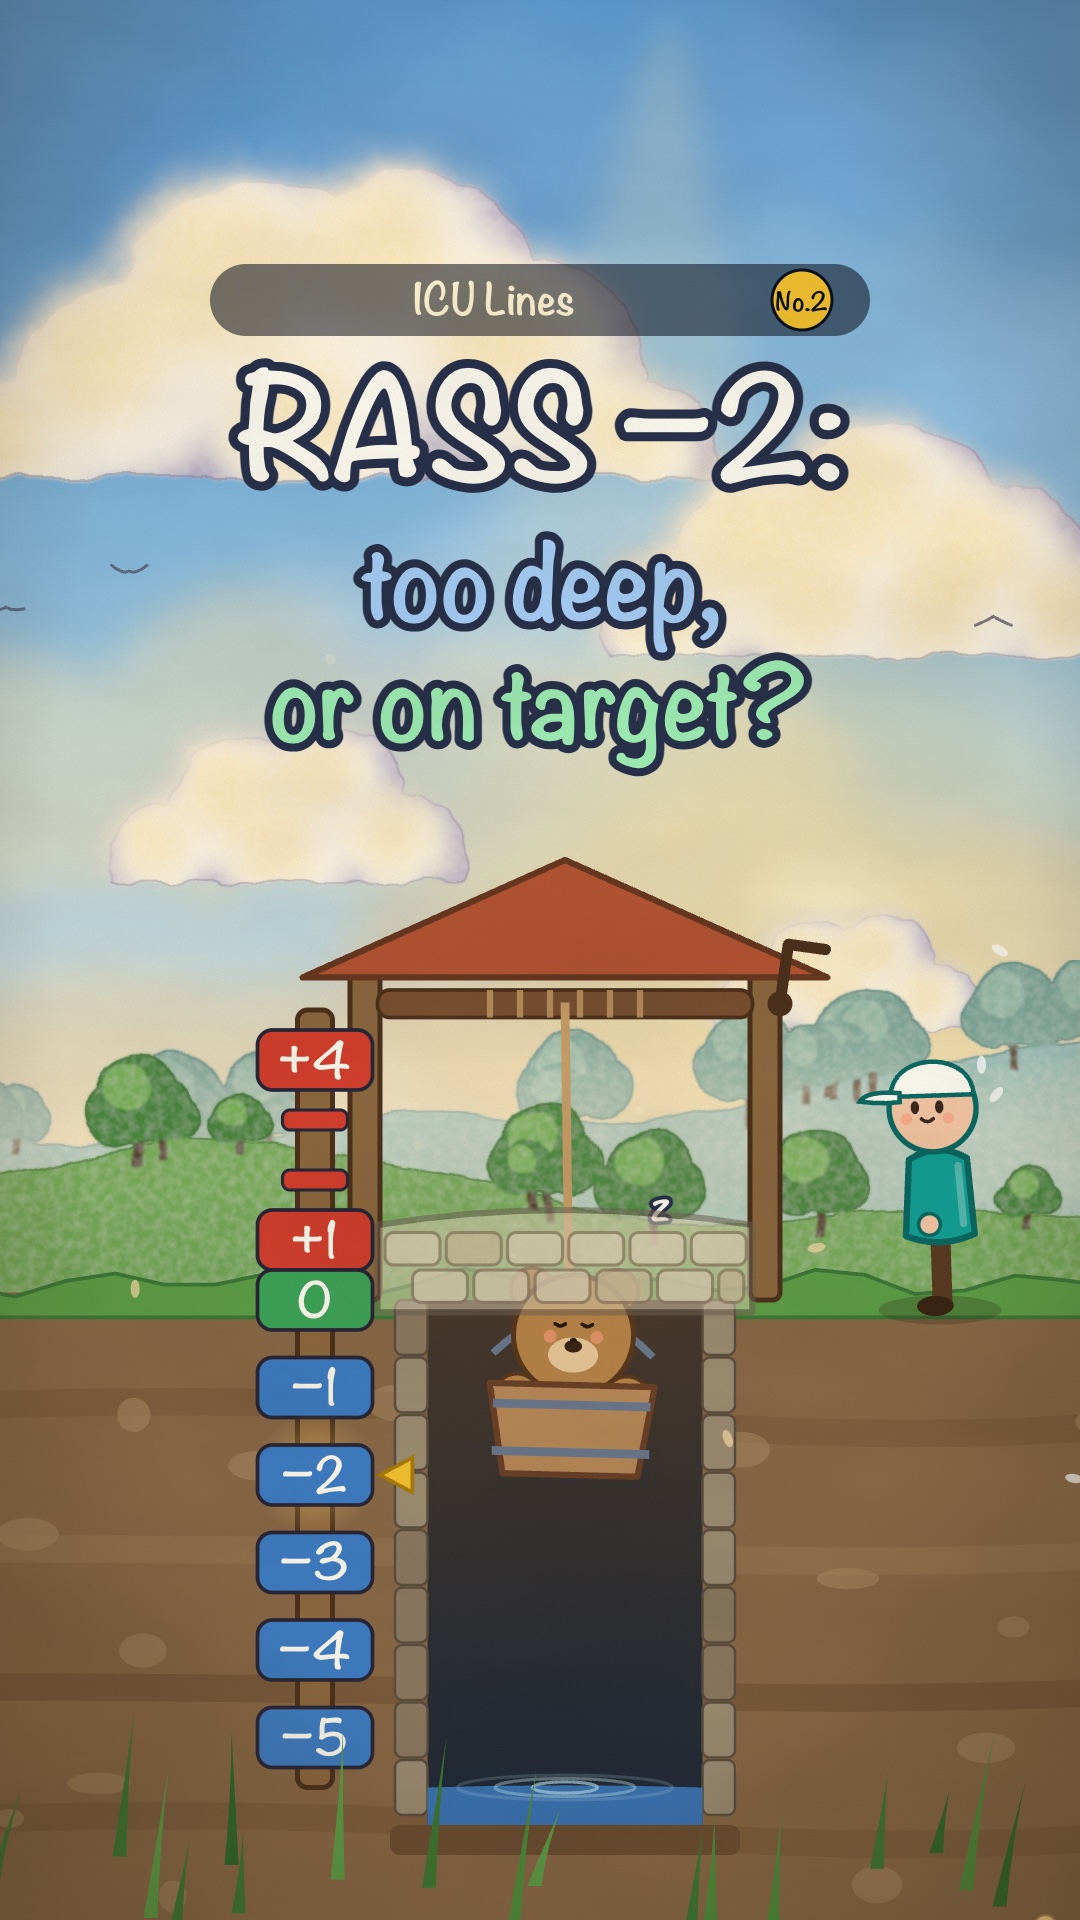 ICU Lines
No.2
RASS −2:
too deep,
or on target?
+4
+1
0
−1
−2
−3
−4
−5
z